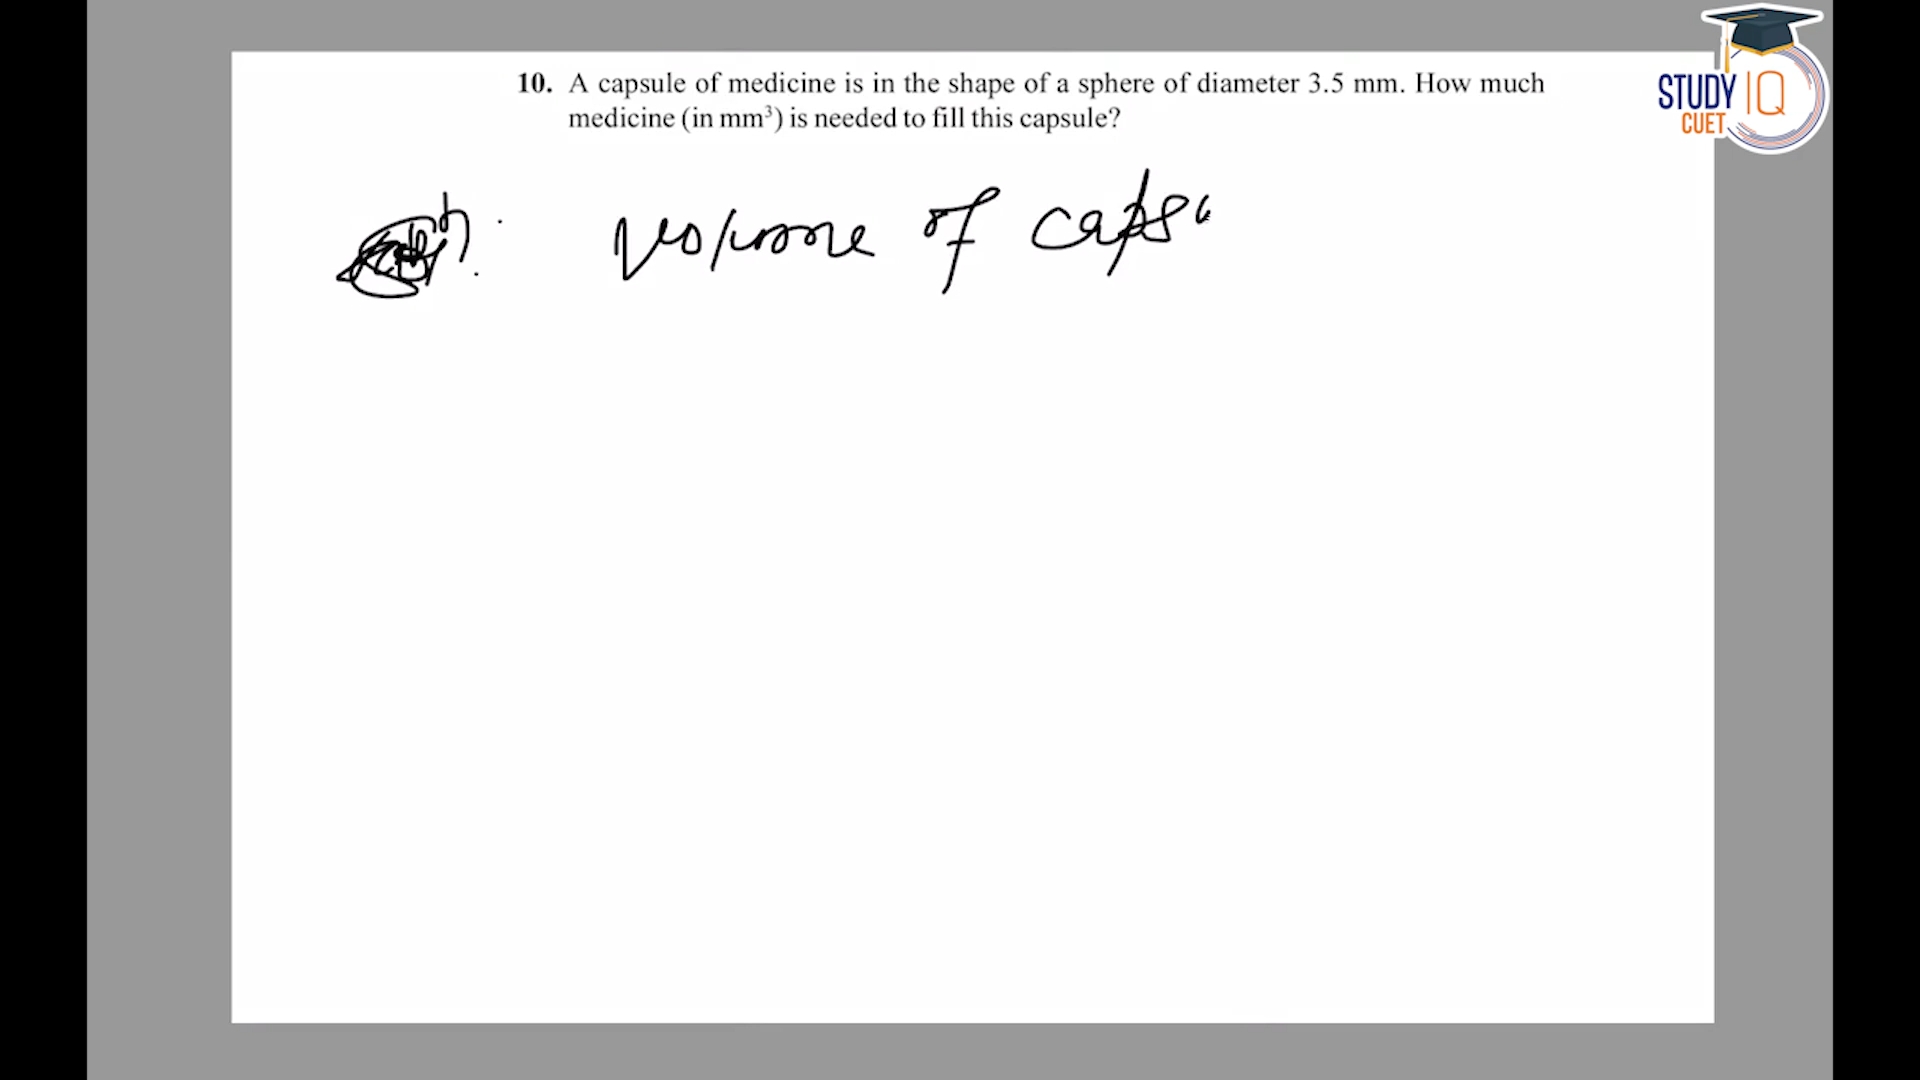 10. A capsule of medicine is in the shape of a sphere of diameter 3.5 mm. How much
medicine (in mm³) is needed to fill this capsule?
STUDY IQ
CUET
volume of caps